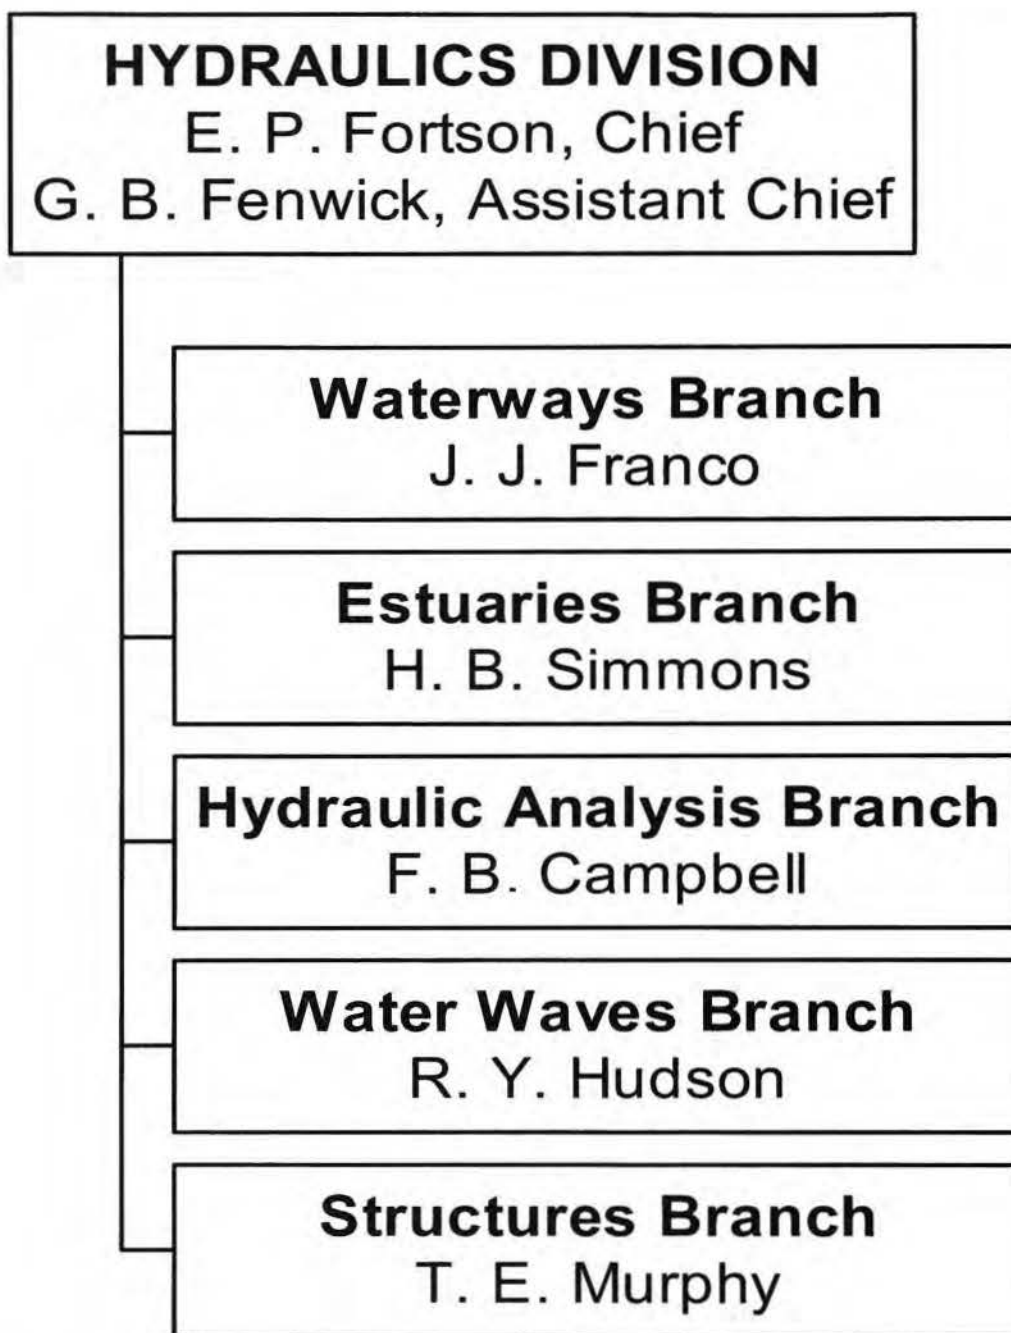 HYDRAULICS DIVISION
E. P. Fortson, Chief
G. B. Fenwick, Assistant Chief
Waterways Branch
J. J. Franco
Estuaries Branch
H. B. Simmons
Hydraulic Analysis Branch
F. B. Campbell
Water Waves Branch
R. Y. Hudson
Structures Branch
T. E. Murphy